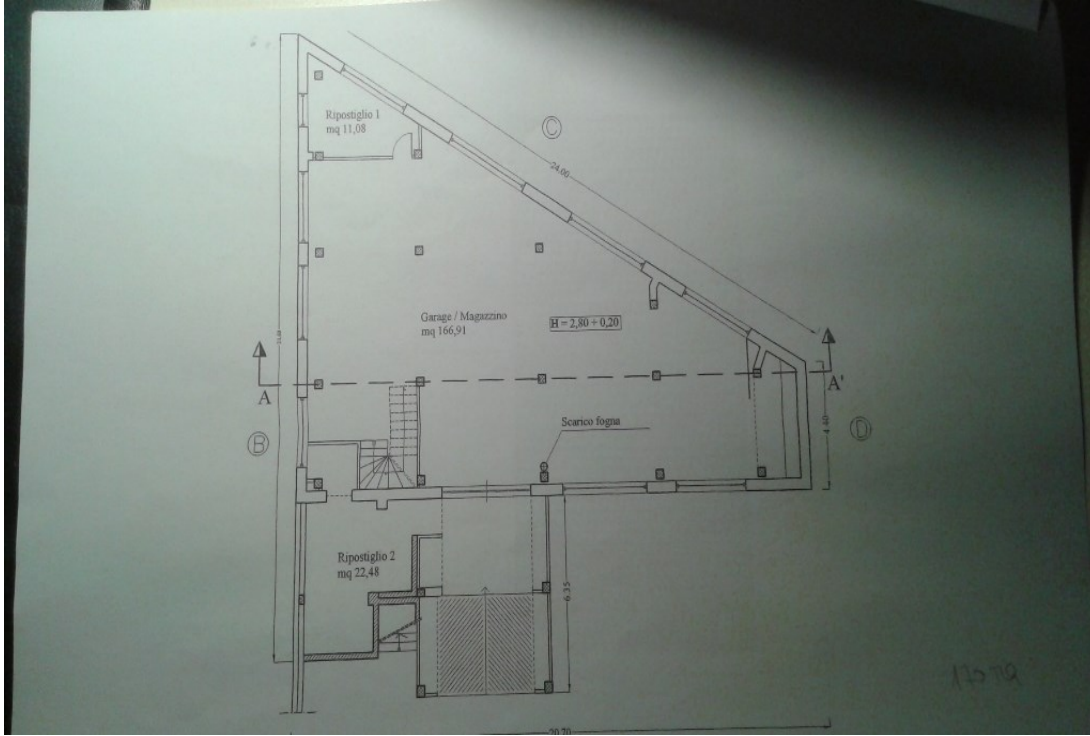 Ripostiglio 1
mq 11,08
C
24.00
Garage / Magazzino
mq 166,91
H = 2,80 + 0,20
A
A'
B
D
4.40
Scarico fogna
Ripostiglio 2
mq 22,48
6.35
20.70